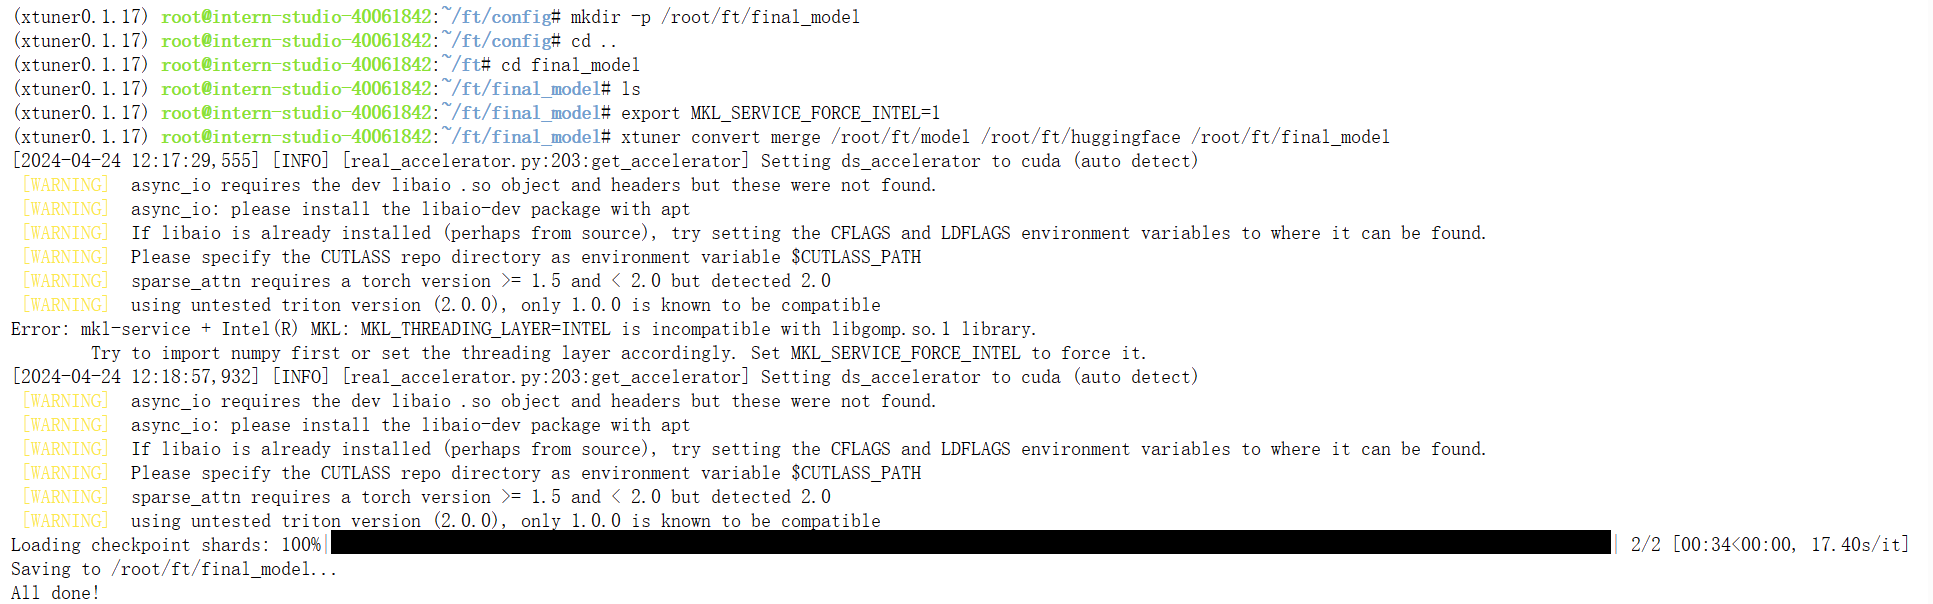 (xtuner0.1.17) root@intern-studio-40061842:~/ft/config# mkdir -p /root/ft/final_model
(xtuner0.1.17) root@intern-studio-40061842:~/ft/config# cd ..
(xtuner0.1.17) root@intern-studio-40061842:~/ft# cd final_model
(xtuner0.1.17) root@intern-studio-40061842:~/ft/final_model# ls
(xtuner0.1.17) root@intern-studio-40061842:~/ft/final_model# export MKL_SERVICE_FORCE_INTEL=1
(xtuner0.1.17) root@intern-studio-40061842:~/ft/final_model# xtuner convert merge /root/ft/model /root/ft/huggingface /root/ft/final_model
[2024-04-24 12:17:29,555] [INFO] [real_accelerator.py:203:get_accelerator] Setting ds_accelerator to cuda (auto detect)
[WARNING]  async_io requires the dev libaio .so object and headers but these were not found.
[WARNING]  async_io: please install the libaio-dev package with apt
[WARNING]  If libaio is already installed (perhaps from source), try setting the CFLAGS and LDFLAGS environment variables to where it can be found.
[WARNING]  Please specify the CUTLASS repo directory as environment variable $CUTLASS_PATH
[WARNING]  sparse_attn requires a torch version >= 1.5 and < 2.0 but detected 2.0
[WARNING]  using untested triton version (2.0.0), only 1.0.0 is known to be compatible
Error: mkl-service + Intel(R) MKL: MKL_THREADING_LAYER=INTEL is incompatible with libgomp.so.1 library.
Try to import numpy first or set the threading layer accordingly. Set MKL_SERVICE_FORCE_INTEL to force it.
[2024-04-24 12:18:57,932] [INFO] [real_accelerator.py:203:get_accelerator] Setting ds_accelerator to cuda (auto detect)
[WARNING]  async_io requires the dev libaio .so object and headers but these were not found.
[WARNING]  async_io: please install the libaio-dev package with apt
[WARNING]  If libaio is already installed (perhaps from source), try setting the CFLAGS and LDFLAGS environment variables to where it can be found.
[WARNING]  Please specify the CUTLASS repo directory as environment variable $CUTLASS_PATH
[WARNING]  sparse_attn requires a torch version >= 1.5 and < 2.0 but detected 2.0
[WARNING]  using untested triton version (2.0.0), only 1.0.0 is known to be compatible
Loading checkpoint shards: 100%| | 2/2 [00:34<00:00, 17.40s/it]
Saving to /root/ft/final_model...
All done!